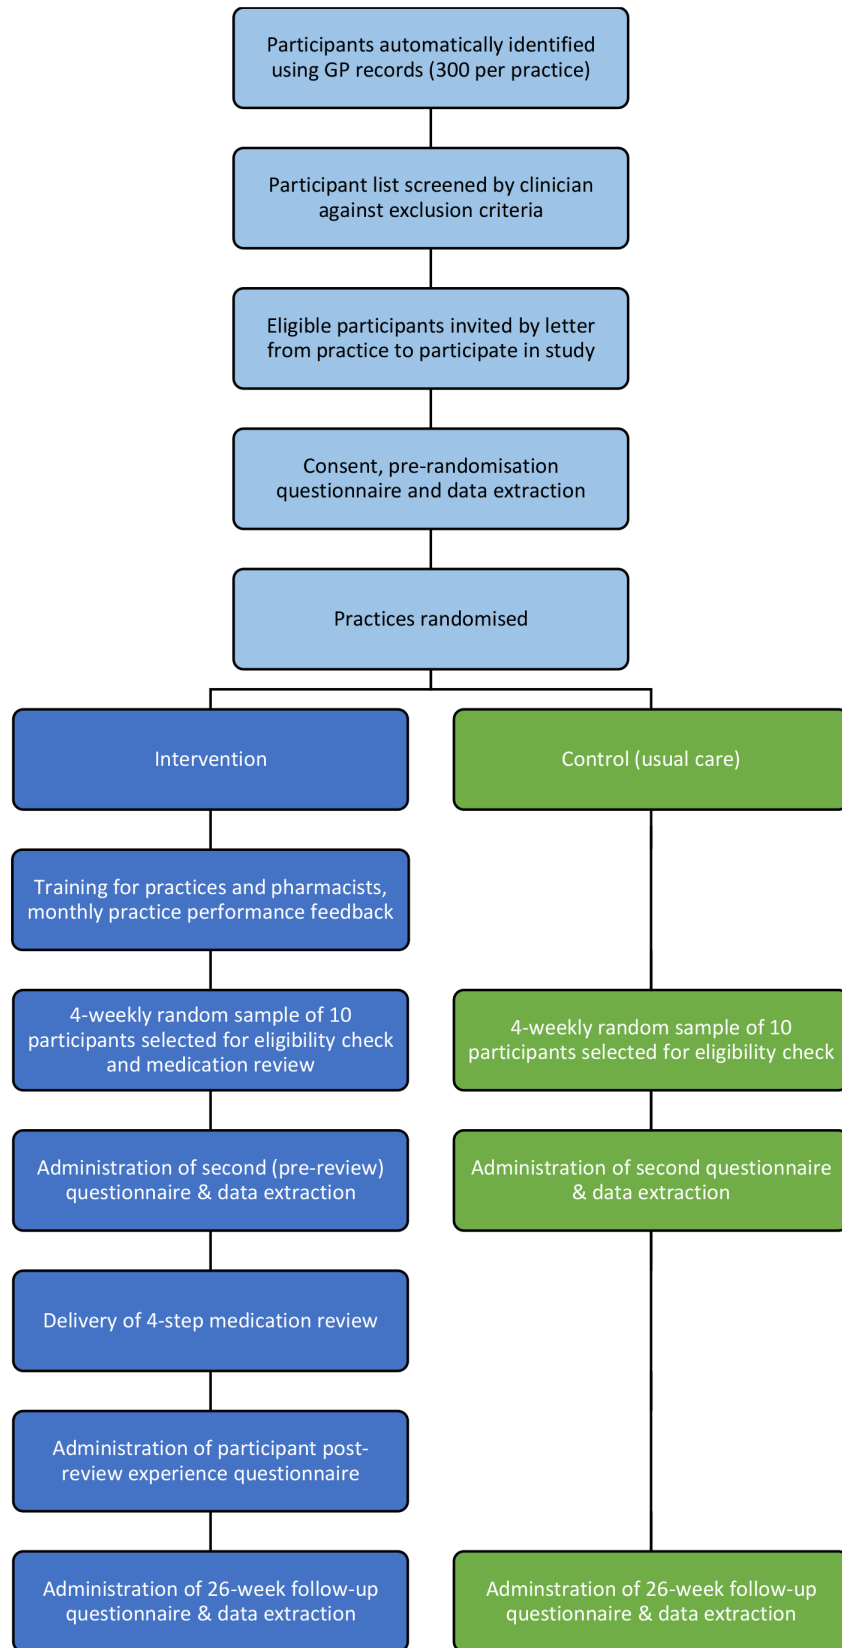 Participants automatically identified
using GP records (300 per practice)
Participant list screened by clinician
against exclusion criteria
Eligible participants invited by letter
from practice to participate in study
Consent, pre-randomisation
questionnaire and data extraction
Practices randomised
Intervention
Control (usual care)
Training for practices and pharmacists,
monthly practice performance feedback
4-weekly random sample of 10
participants selected for eligibility check
and medication review
4-weekly random sample of 10
participants selected for eligibility check
Administration of second (pre-review)
questionnaire & data extraction
Administration of second questionnaire
& data extraction
Delivery of 4-step medication review
Administration of participant post-
review experience questionnaire
Administration of 26-week follow-up
questionnaire & data extraction
Adminstration of 26-week follow-up
questionnaire & data extraction